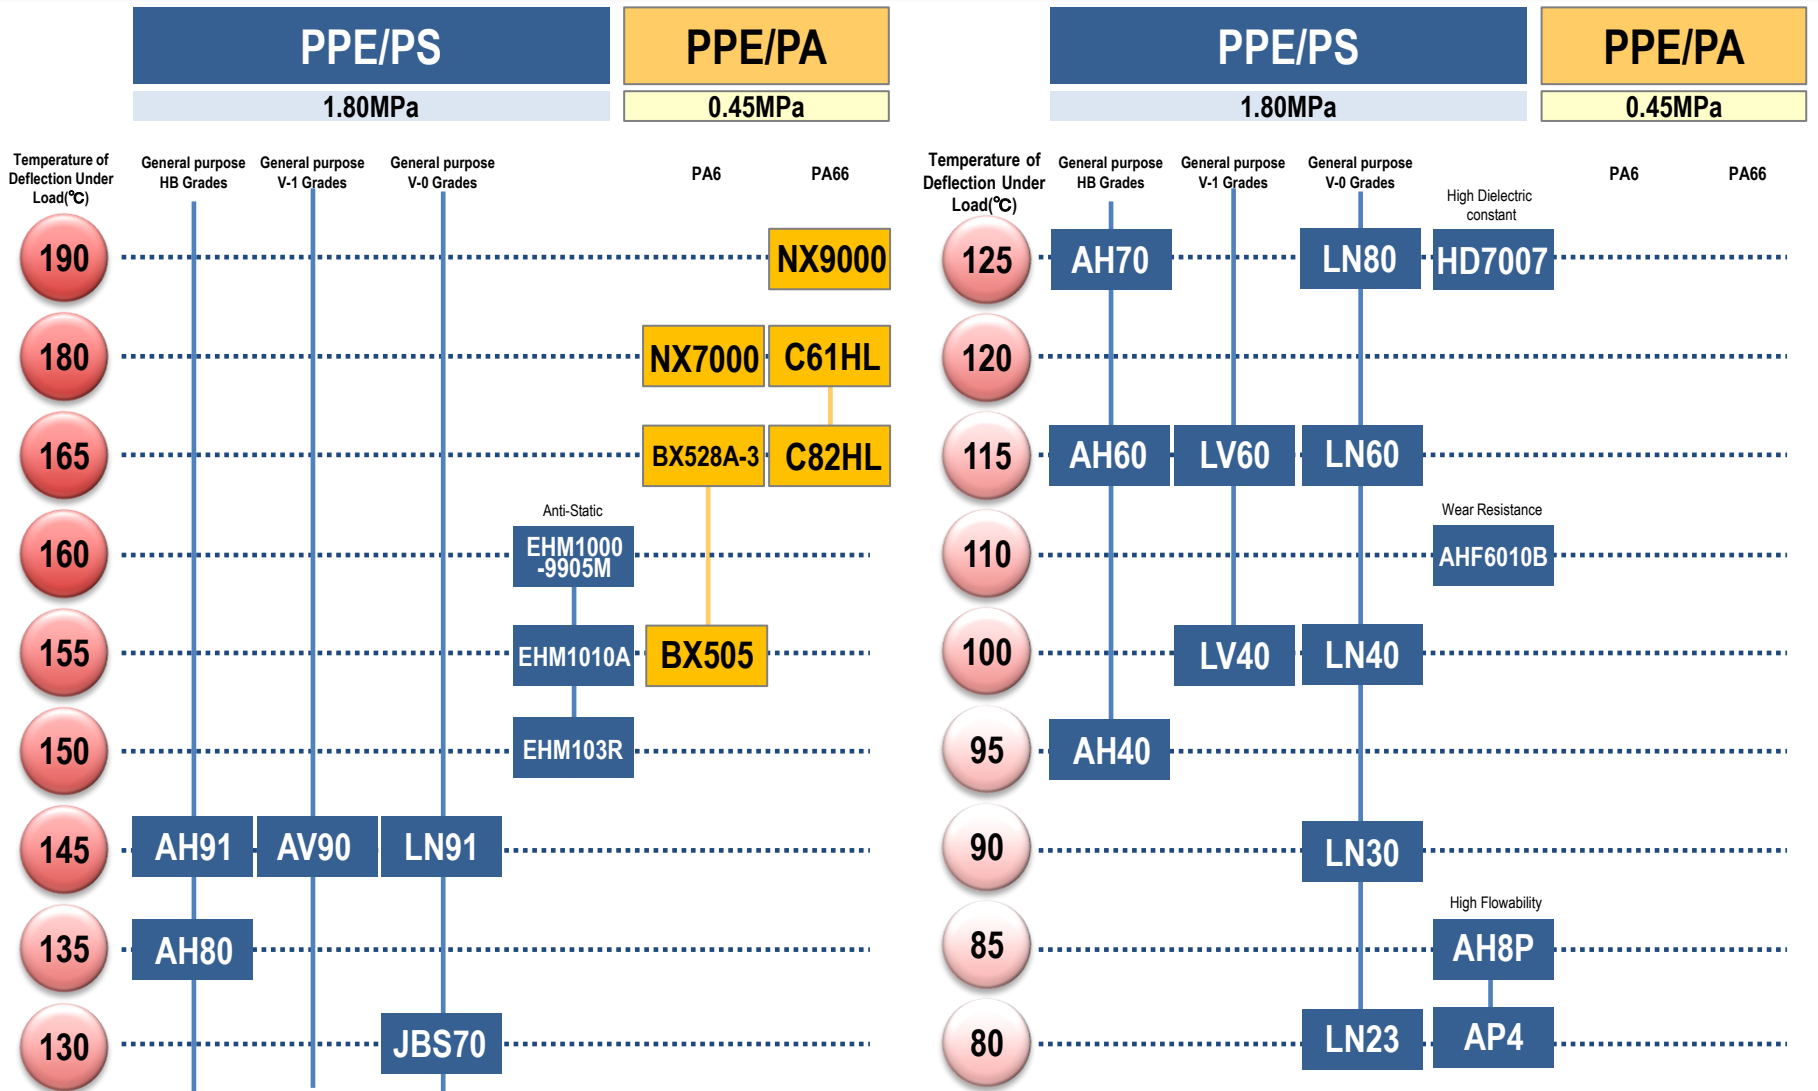 PPE/PS
PPE/PA
1.80MPa
0.45MPa
Temperature of
Deflection Under
Load(℃)
General purpose
HB Grades
General purpose
V-1 Grades
General purpose
V-0 Grades
PA6
PA66
190
NX9000
180
NX7000
C61HL
165
BX528A-3
C82HL
Anti-Static
160
EHM1000
-9905M
155
EHM1010A
BX505
150
EHM103R
145
AH91
AV90
LN91
135
AH80
130
JBS70
PPE/PS
PPE/PA
1.80MPa
0.45MPa
Temperature of
Deflection Under
Load(℃)
General purpose
HB Grades
General purpose
V-1 Grades
General purpose
V-0 Grades
PA6
PA66
High Dielectric
constant
125
AH70
LN80
HD7007
120
115
AH60
LV60
LN60
Wear Resistance
110
AHF6010B
100
LV40
LN40
95
AH40
90
LN30
High Flowability
85
AH8P
80
LN23
AP4